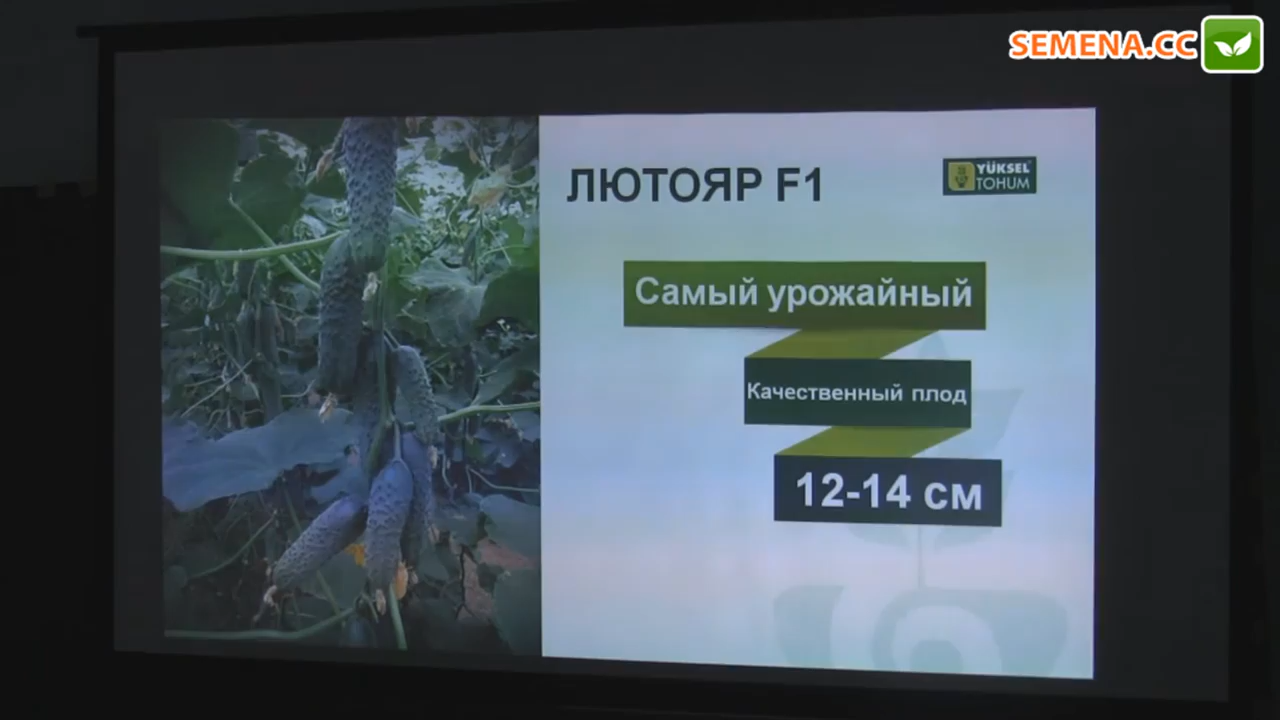 SEMENA.CC
ЛЮТОЯР F1
YÜKSEL
TOHUM
Самый урожайный
Качественный плод
12-14 см